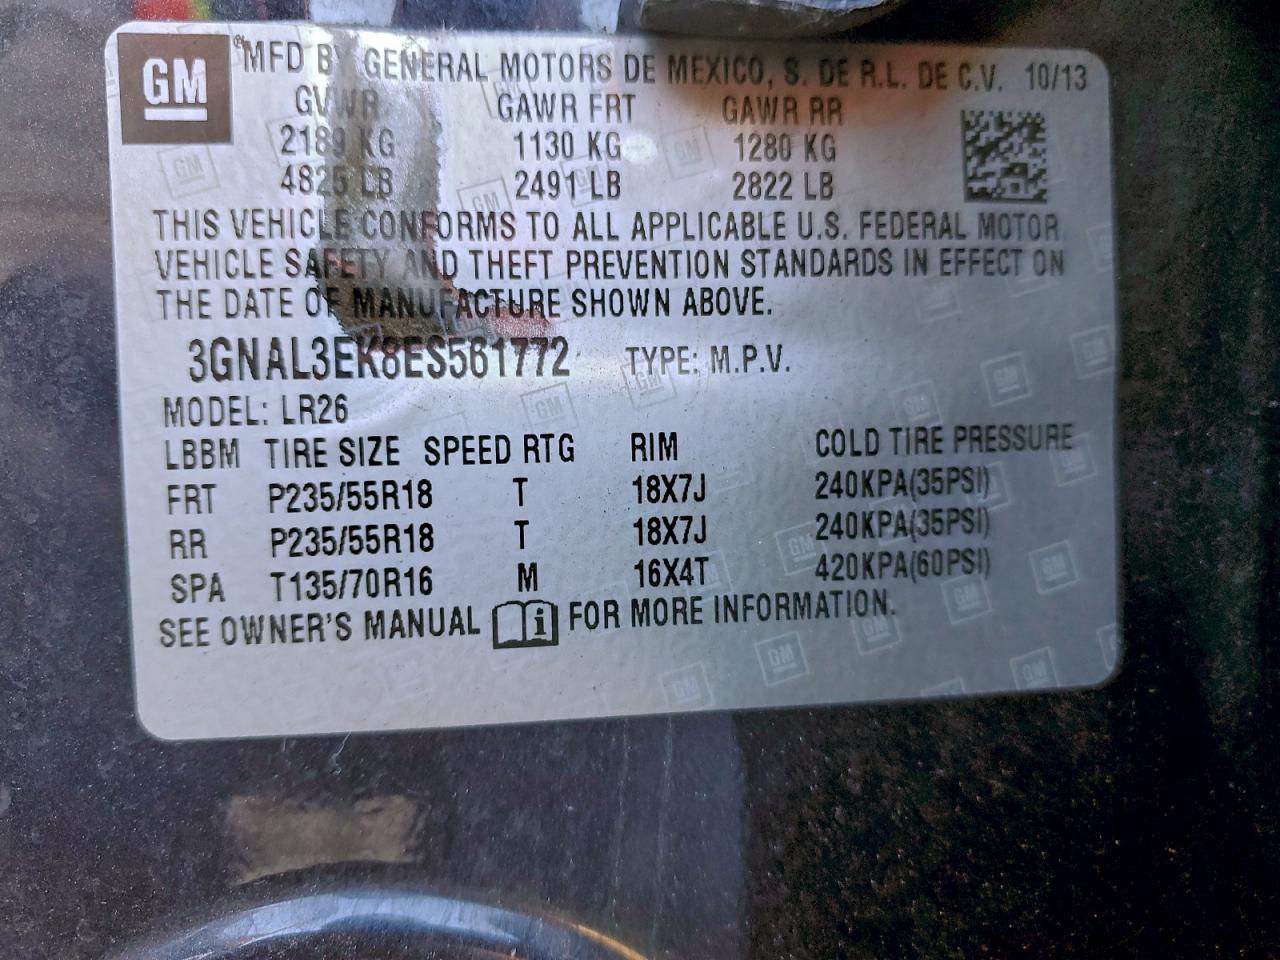 GM
MFD BY GENERAL MOTORS DE MEXICO, S. DE R.L. DE C.V. 10/13
GVWR GAWR FRT GAWR RR
2189 KG 1130 KG 1280 KG
4825 LB 2491 LB 2822 LB
THIS VEHICLE CONFORMS TO ALL APPLICABLE U.S. FEDERAL MOTOR
VEHICLE SAFETY AND THEFT PREVENTION STANDARDS IN EFFECT ON
THE DATE OF MANUFACTURE SHOWN ABOVE.
3GNAL3EK8ES561772 TYPE: M.P.V.
MODEL: LR26
LBBM TIRE SIZE SPEED RTG RIM COLD TIRE PRESSURE
FRT P235/55R18 T 18X7J 240KPA(35PSI)
RR P235/55R18 T 18X7J 240KPA(35PSI)
SPA T135/70R16 M 16X4T 420KPA(60PSI)
SEE OWNER'S MANUAL i FOR MORE INFORMATION.